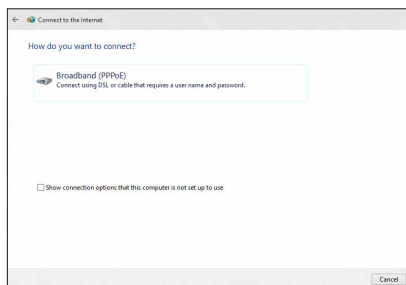 Connect to the Internet
How do you want to connect?
Broadband (PPPoE)
Connect using DSL or cable that requires a user name and password.
Show connection options that this computer is not set up to use
Cancel